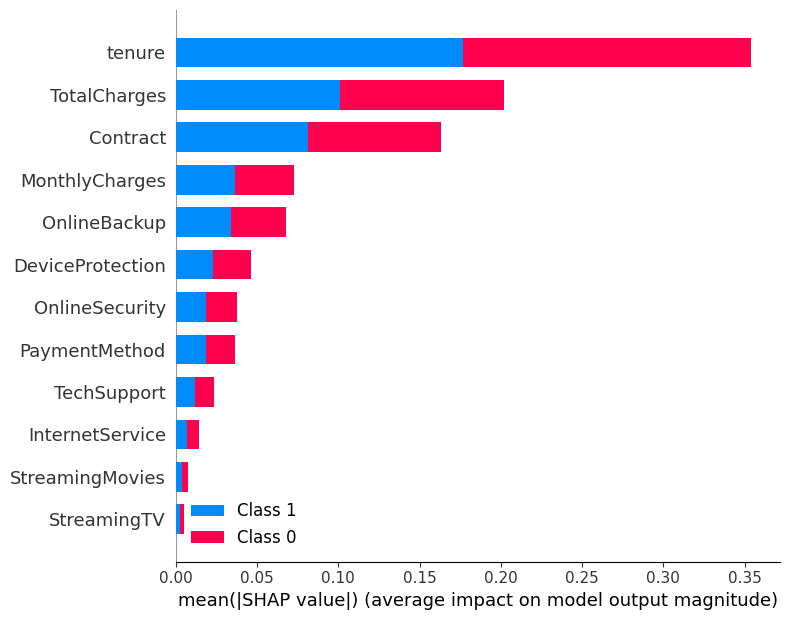 tenure
TotalCharges
Contract
MonthlyCharges
OnlineBackup
DeviceProtection
OnlineSecurity
PaymentMethod
TechSupport
InternetService
StreamingMovies
StreamingTV
Class 1
Class 0
0.00 0.05 0.10 0.15 0.20 0.25 0.30 0.35
mean(|SHAP value|) (average impact on model output magnitude)